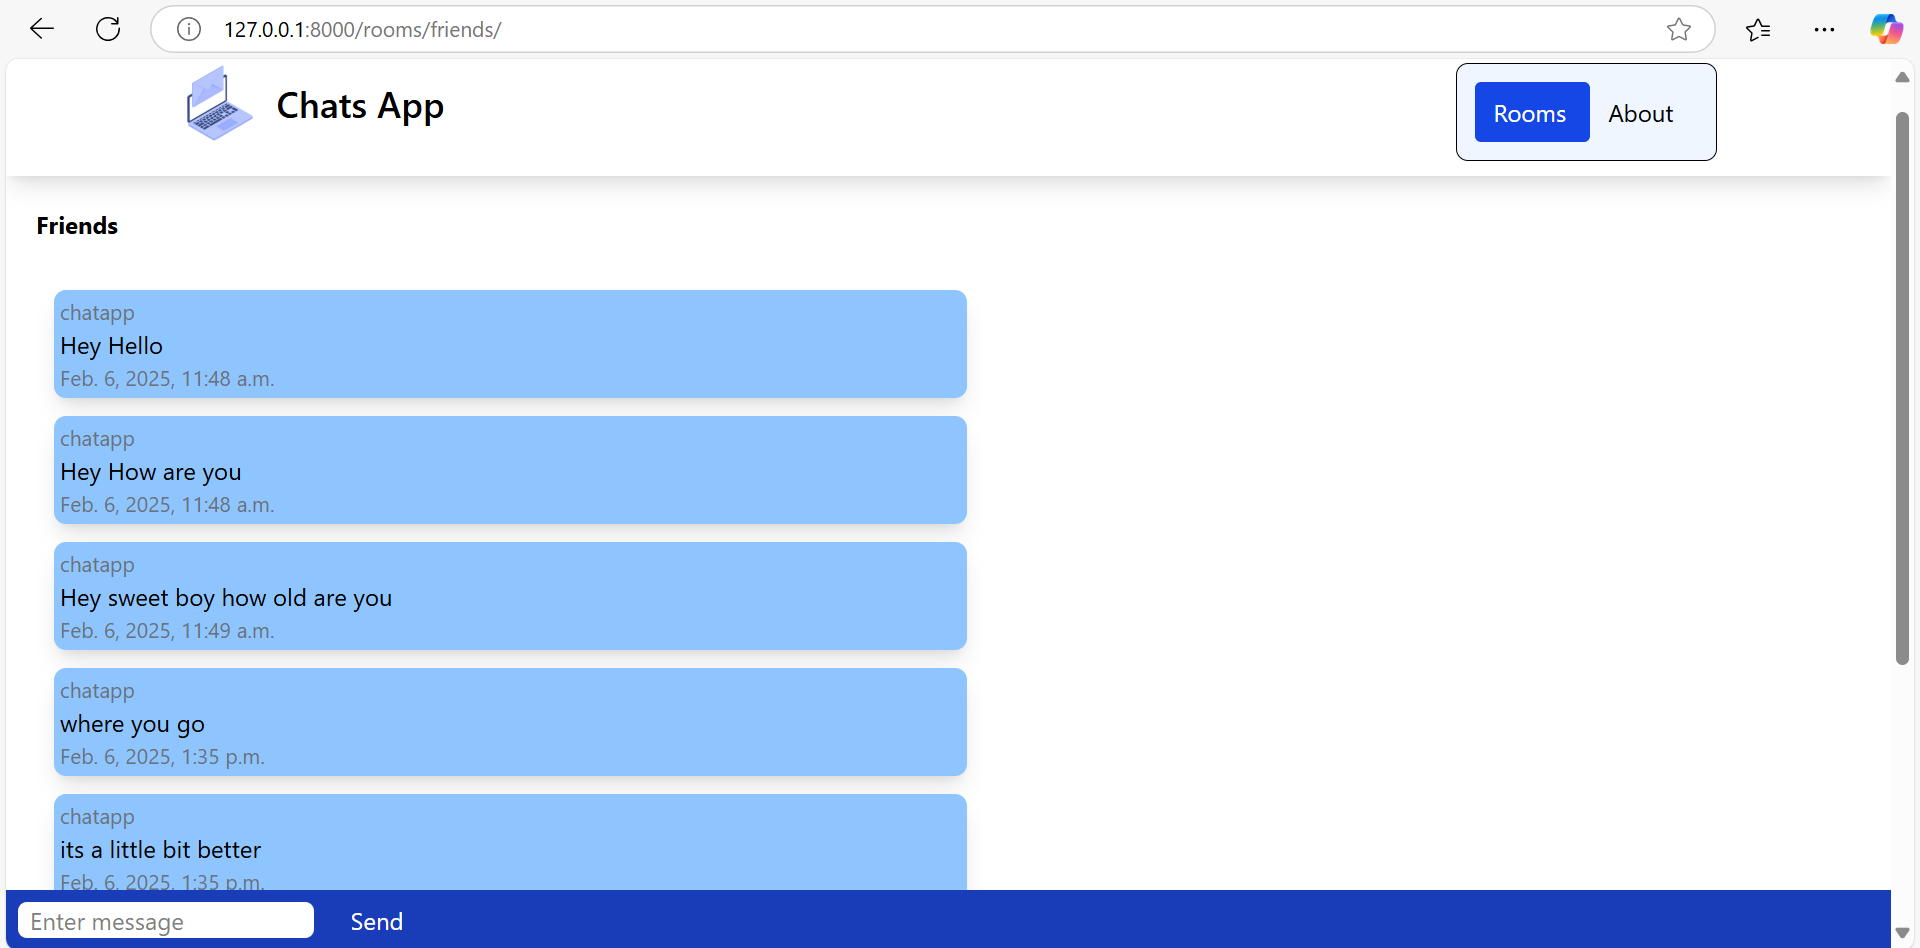 127.0.0.1:8000/rooms/friends/
Chats App
Rooms
About
Friends
chatapp
Hey Hello
Feb. 6, 2025, 11:48 a.m.
chatapp
Hey How are you
Feb. 6, 2025, 11:48 a.m.
chatapp
Hey sweet boy how old are you
Feb. 6, 2025, 11:49 a.m.
chatapp
where you go
Feb. 6, 2025, 1:35 p.m.
chatapp
its a little bit better
Feb. 6, 2025, 1:35 p.m.
Enter message
Send